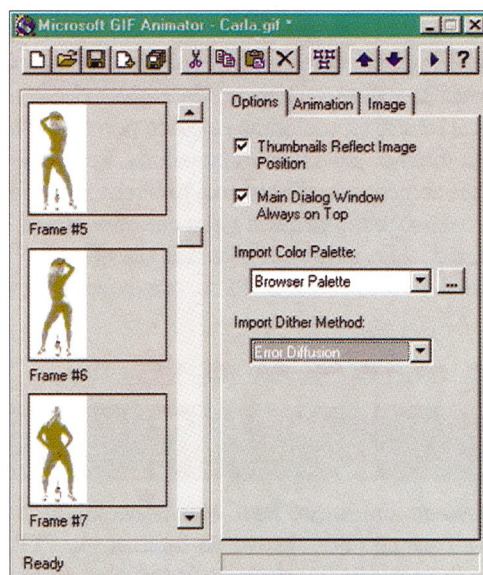 Microsoft GIF Animator - Carla.gif *
Options
Animation
Image
Thumbnails Reflect Image
Position
Main Dialog Window
Always on Top
Import Color Palette:
Browser Palette
...
Import Dither Method:
Error Diffusion
Frame #5
Frame #6
Frame #7
Ready